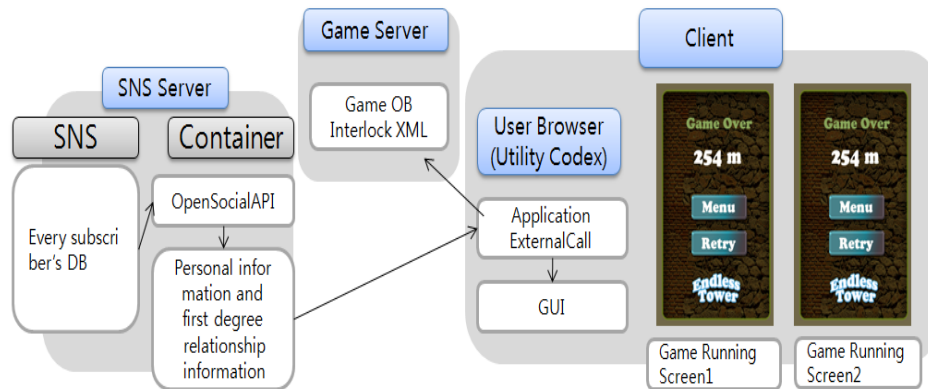 SNS Server
SNS
Container
Every subscri
ber's DB
OpenSocialAPI
Personal infor
mation and
first degree
relationship
information
Game Server
Game OB
Interlock XML
Client
User Browser
(Utility Codex)
Application
ExternalCall
GUI
Game Over
254 m
Menu
Retry
Endless
Tower
Game Running
Screen1
Game Over
254 m
Menu
Retry
Endless
Tower
Game Running
Screen2